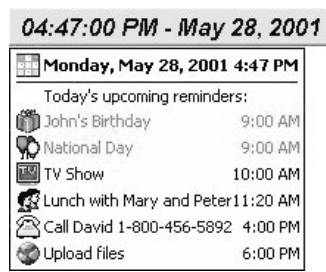 04:47:00 PM - May 28, 2001
Monday, May 28, 2001 4:47 PM
Today's upcoming reminders:
John's Birthday 9:00 AM
National Day 9:00 AM
TV Show 10:00 AM
Lunch with Mary and Peter 11:20 AM
Call David 1-800-456-5892 4:00 PM
Upload files 6:00 PM